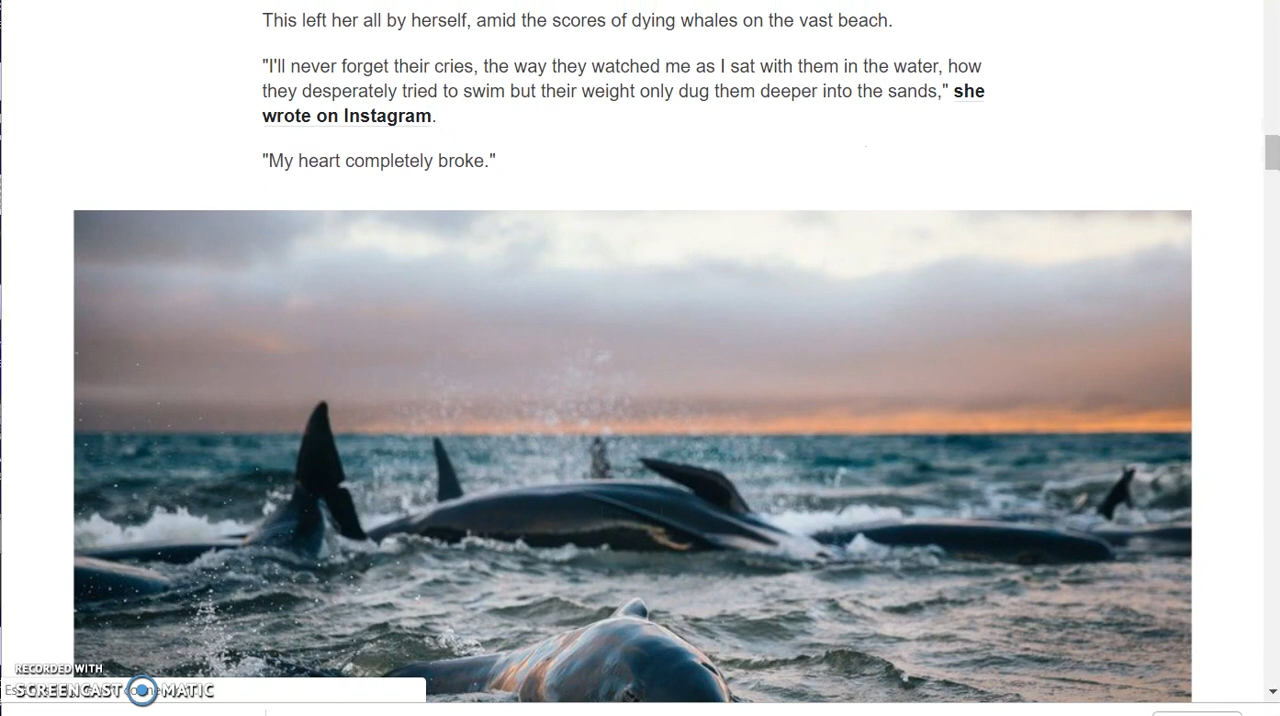 This left her all by herself, amid the scores of dying whales on the vast beach.
"I'll never forget their cries, the way they watched me as I sat with them in the water, how
they desperately tried to swim but their weight only dug them deeper into the sands," she
wrote on Instagram.
"My heart completely broke."
RECORDED WITH
SCREENCAST MATIC